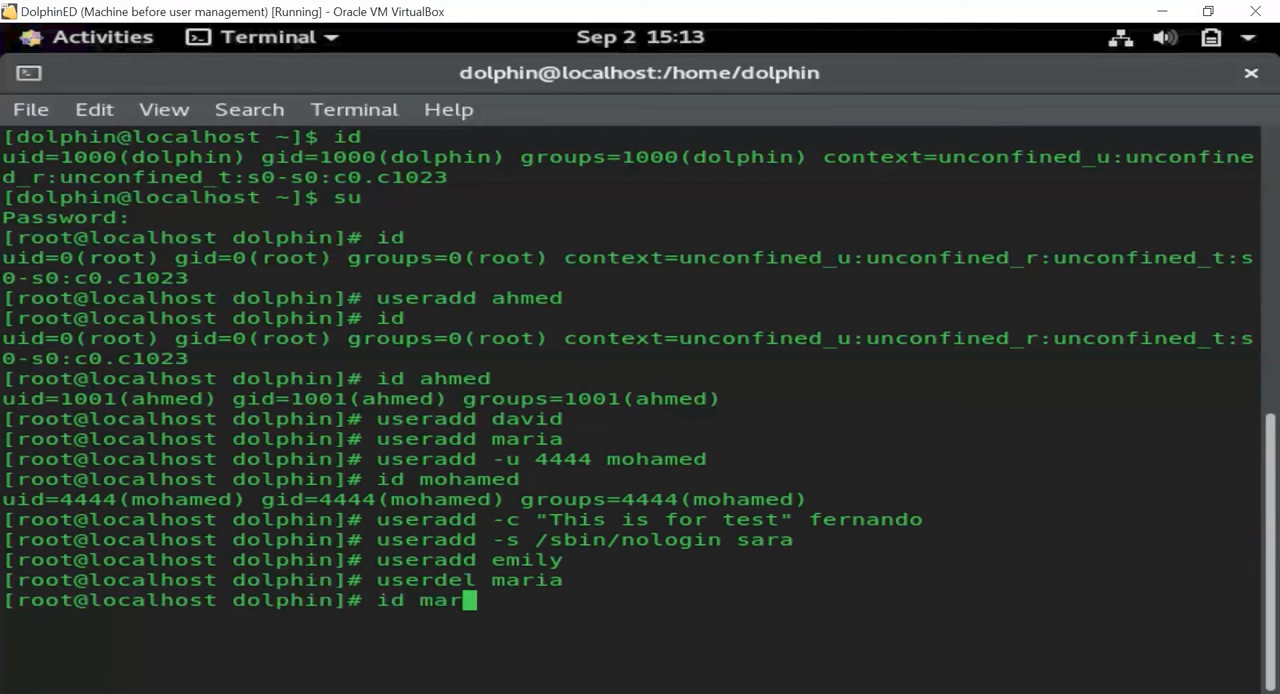 DolphinED (Machine before user management) [Running] - Oracle VM VirtualBox
Activities Terminal Sep 2 15:13
dolphin@localhost:/home/dolphin
File Edit View Search Terminal Help
[dolphin@localhost ~]$ id
uid=1000(dolphin) gid=1000(dolphin) groups=1000(dolphin) context=unconfined_u:unconfine
d_r:unconfined_t:s0-s0:c0.c1023
[dolphin@localhost ~]$ su
Password:
[root@localhost dolphin]# id
uid=0(root) gid=0(root) groups=0(root) context=unconfined_u:unconfined_r:unconfined_t:s
0-s0:c0.c1023
[root@localhost dolphin]# useradd ahmed
[root@localhost dolphin]# id
uid=0(root) gid=0(root) groups=0(root) context=unconfined_u:unconfined_r:unconfined_t:s
0-s0:c0.c1023
[root@localhost dolphin]# id ahmed
uid=1001(ahmed) gid=1001(ahmed) groups=1001(ahmed)
[root@localhost dolphin]# useradd david
[root@localhost dolphin]# useradd maria
[root@localhost dolphin]# useradd -u 4444 mohamed
[root@localhost dolphin]# id mohamed
uid=4444(mohamed) gid=4444(mohamed) groups=4444(mohamed)
[root@localhost dolphin]# useradd -c "This is for test" fernando
[root@localhost dolphin]# useradd -s /sbin/nologin sara
[root@localhost dolphin]# useradd emily
[root@localhost dolphin]# userdel maria
[root@localhost dolphin]# id mar